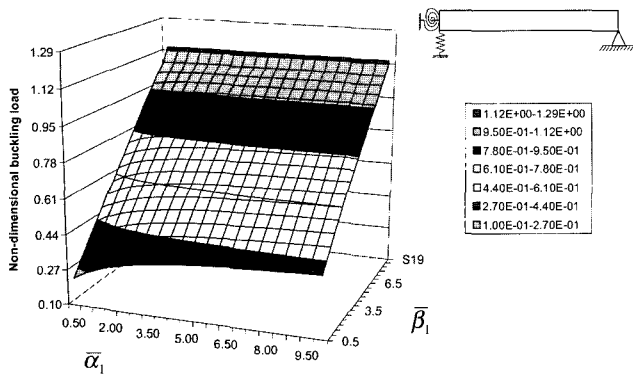 Non-dimensional buckling load
1.29
1.12
0.95
0.78
0.61
0.44
0.27
0.10
0.50
2.00
3.50
5.00
6.50
8.00
9.50
ᾱ₁
0.5
3.5
6.5
S19
β̄₁
1.12E+00-1.29E+00
9.50E-01-1.12E+00
7.80E-01-9.50E-01
6.10E-01-7.80E-01
4.40E-01-6.10E-01
2.70E-01-4.40E-01
1.00E-01-2.70E-01